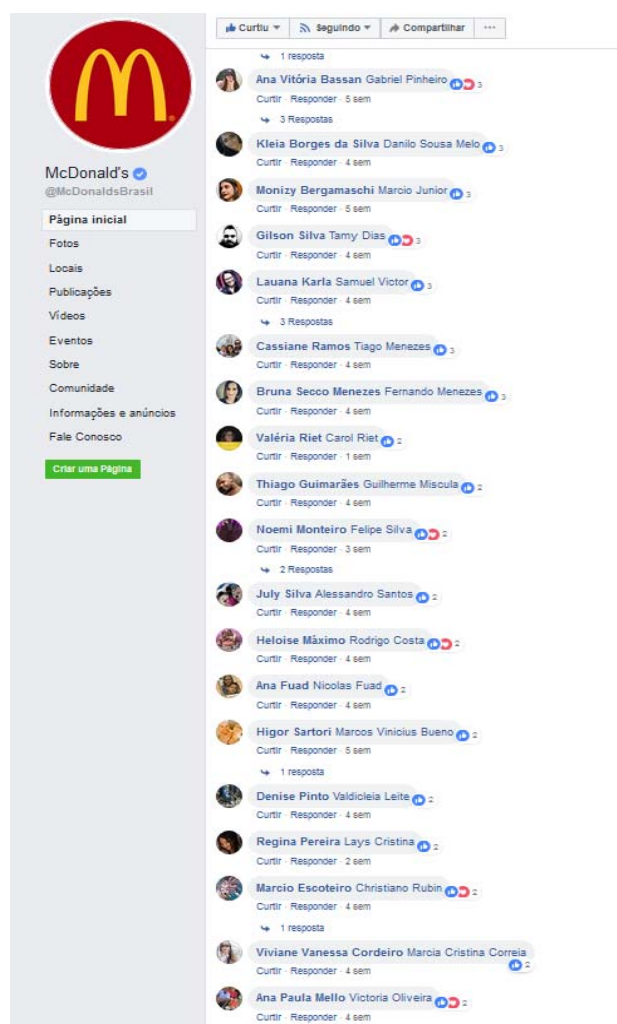 Curtiu Seguindo Compartilhar ...
McDonald's
@McDonaldsBrasil
Página inicial
Fotos
Locais
Publicações
Vídeos
Eventos
Sobre
Comunidade
Informações e anúncios
Fale Conosco
Criar uma Página
1 resposta
Ana Vitória Bassan Gabriel Pinheiro 3
Curtir · Responder · 5 sem
3 Respostas
Kleia Borges da Silva Danilo Sousa Melo 3
Curtir · Responder · 4 sem
Monizy Bergamaschi Marcio Junior 3
Curtir · Responder · 5 sem
Gilson Silva Tamy Dias 3
Curtir · Responder · 4 sem
Lauana Karla Samuel Victor 3
Curtir · Responder · 4 sem
3 Respostas
Cassiane Ramos Tiago Menezes 3
Curtir · Responder · 4 sem
Bruna Secco Menezes Fernando Menezes 3
Curtir · Responder · 4 sem
Valéria Riet Carol Riet 2
Curtir · Responder · 1 sem
Thiago Guimarães Guilherme Miscula 2
Curtir · Responder · 4 sem
Noemi Monteiro Felipe Silva 2
Curtir · Responder · 3 sem
2 Respostas
July Silva Alessandro Santos 2
Curtir · Responder · 4 sem
Heloise Máximo Rodrigo Costa 2
Curtir · Responder · 4 sem
Ana Fuad Nicolas Fuad 2
Curtir · Responder · 4 sem
Higor Sartori Marcos Vinicius Bueno 2
Curtir · Responder · 5 sem
1 resposta
Denise Pinto Valdicleia Leite 2
Curtir · Responder · 4 sem
Regina Pereira Lays Cristina 2
Curtir · Responder · 2 sem
Marcio Escoteiro Christiano Rubin 2
Curtir · Responder · 4 sem
1 resposta
Viviane Vanessa Cordeiro Marcia Cristina Correia
2
Curtir · Responder · 4 sem
Ana Paula Mello Victoria Oliveira 2
Curtir · Responder · 4 sem